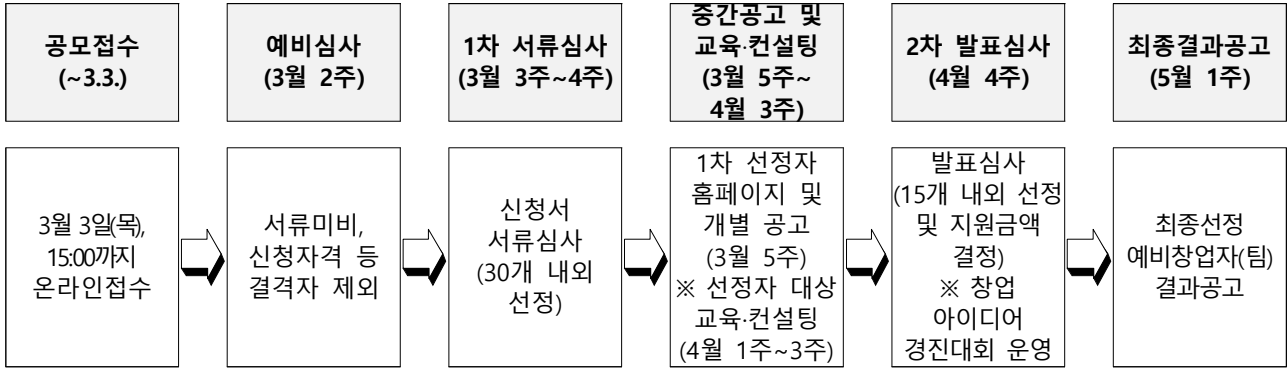 공모접수
(~3.3.)
예비심사
(3월 2주)
1차 서류심사
(3월 3주~4주)
중간공고 및
교육·컨설팅
(3월 5주~
4월 3주)
2차 발표심사
(4월 4주)
최종결과공고
(5월 1주)
3월 3일(목),
15:00까지
온라인접수
서류미비,
신청자격 등
결격자 제외
신청서
서류심사
(30개 내외
선정)
1차 선정자
홈페이지 및
개별 공고
(3월 5주)
※ 선정자 대상
교육·컨설팅
(4월 1주~3주)
발표심사
(15개 내외 선정
및 지원금액
결정)
※ 창업
아이디어
경진대회 운영
최종선정
예비창업자(팀)
결과공고